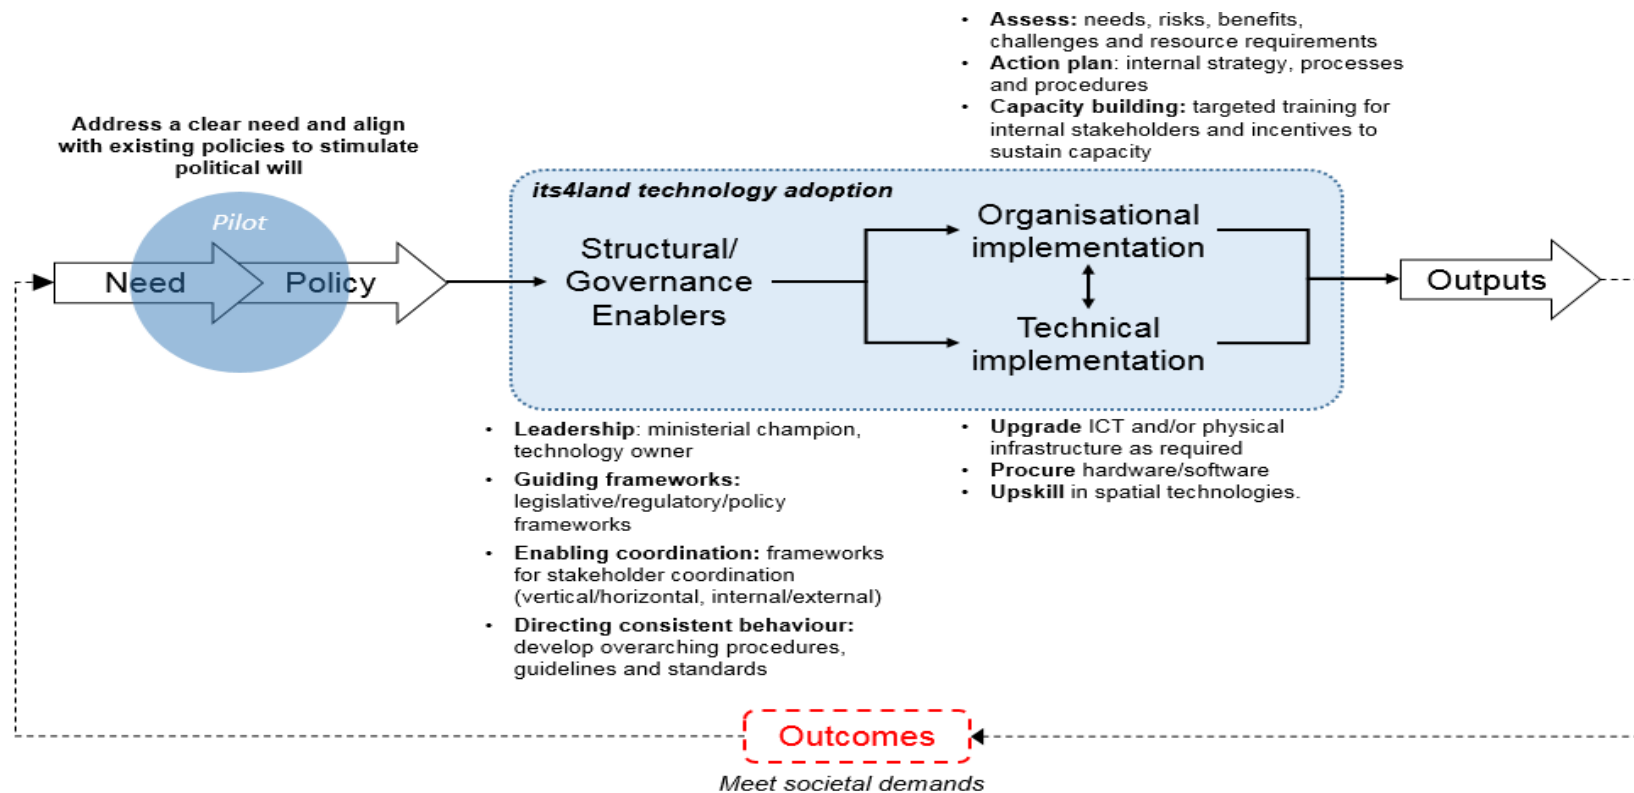 Address a clear need and align
with existing policies to stimulate
political will
Pilot
Need
Policy
its4land technology adoption
Structural/
Governance
Enablers
• Assess: needs, risks, benefits,
challenges and resource requirements
• Action plan: internal strategy, processes
and procedures
• Capacity building: targeted training for
internal stakeholders and incentives to
sustain capacity
Organisational
implementation
Technical
implementation
Outputs
• Leadership: ministerial champion,
technology owner
• Guiding frameworks:
legislative/regulatory/policy
frameworks
• Enabling coordination: frameworks
for stakeholder coordination
(vertical/horizontal, internal/external)
• Directing consistent behaviour:
develop overarching procedures,
guidelines and standards
• Upgrade ICT and/or physical
infrastructure as required
• Procure hardware/software
• Upskill in spatial technologies.
Outcomes
Meet societal demands